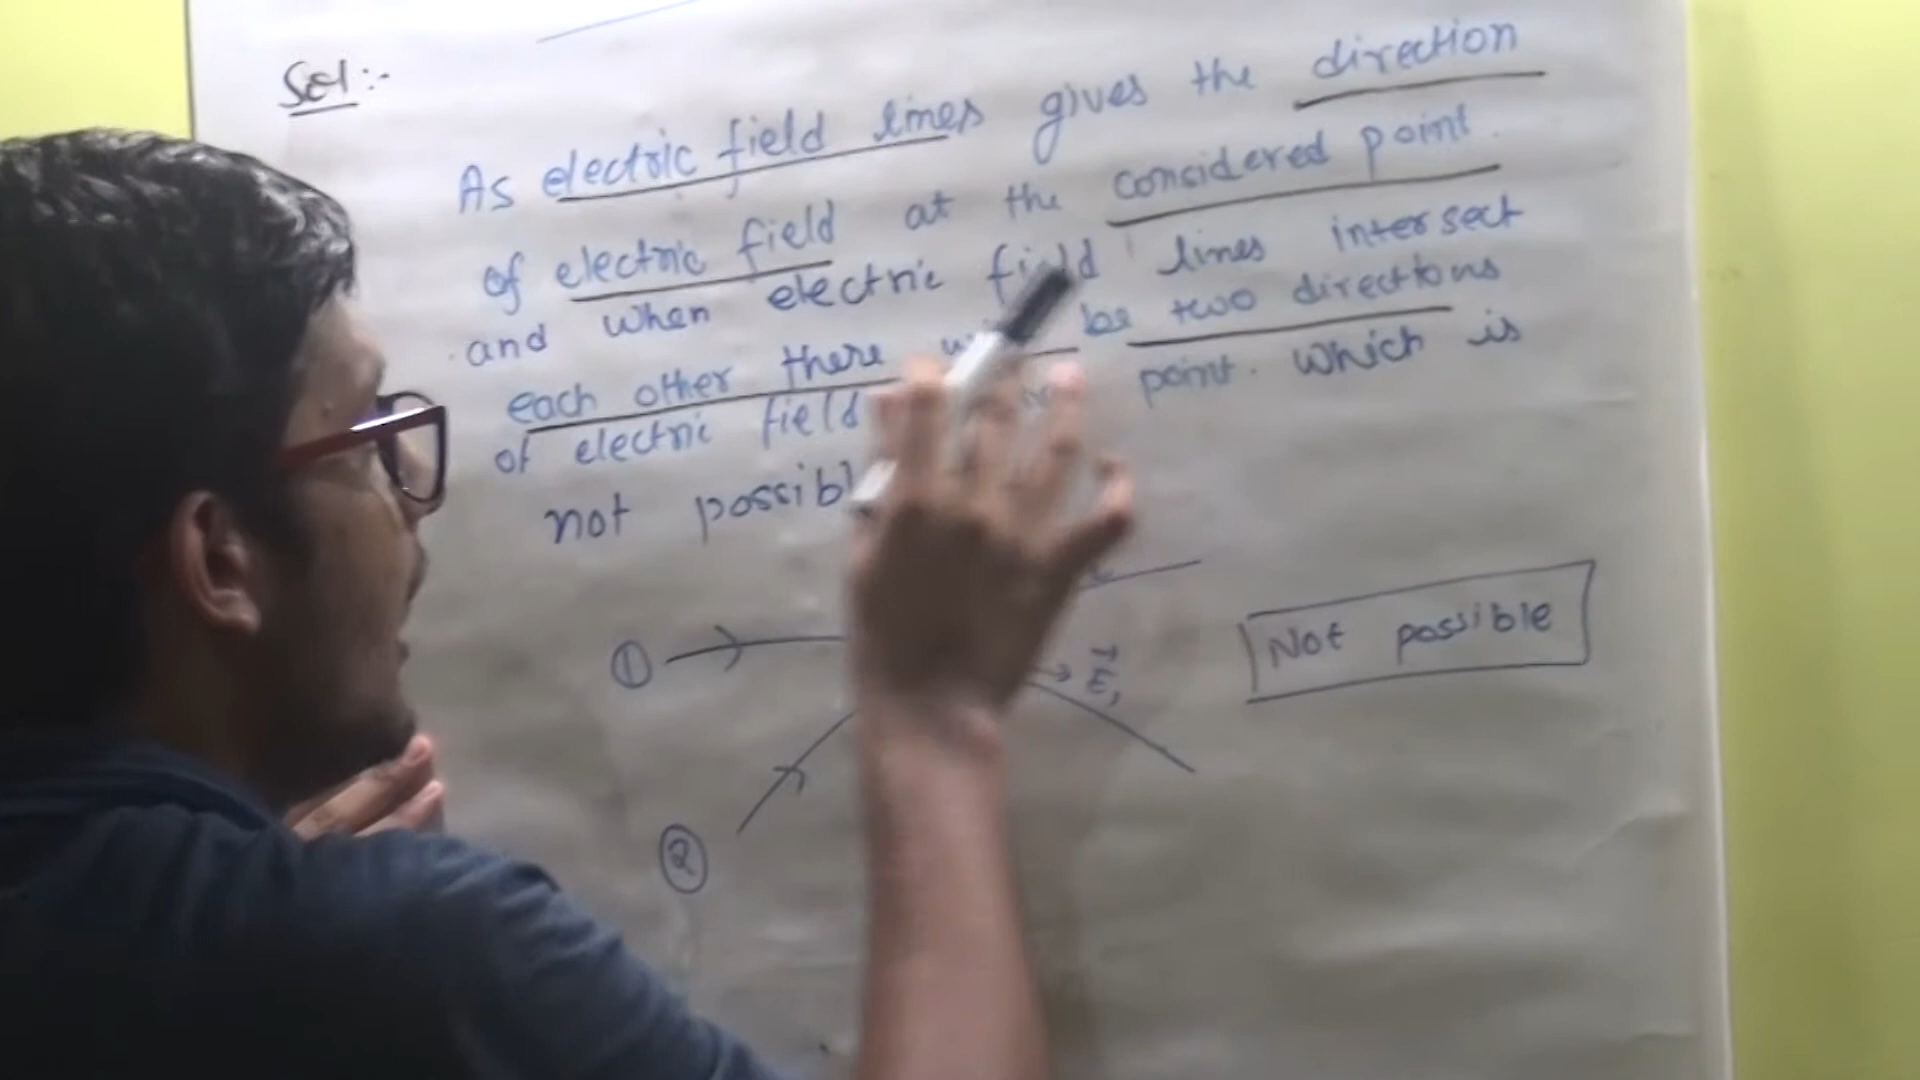 Sol:-
As electric field lines gives the direction
of electric field at the considered point.
and when electric field lines intersect
each other there be two directions
of electric field point. which is
not
① → E₁
Not possible
②